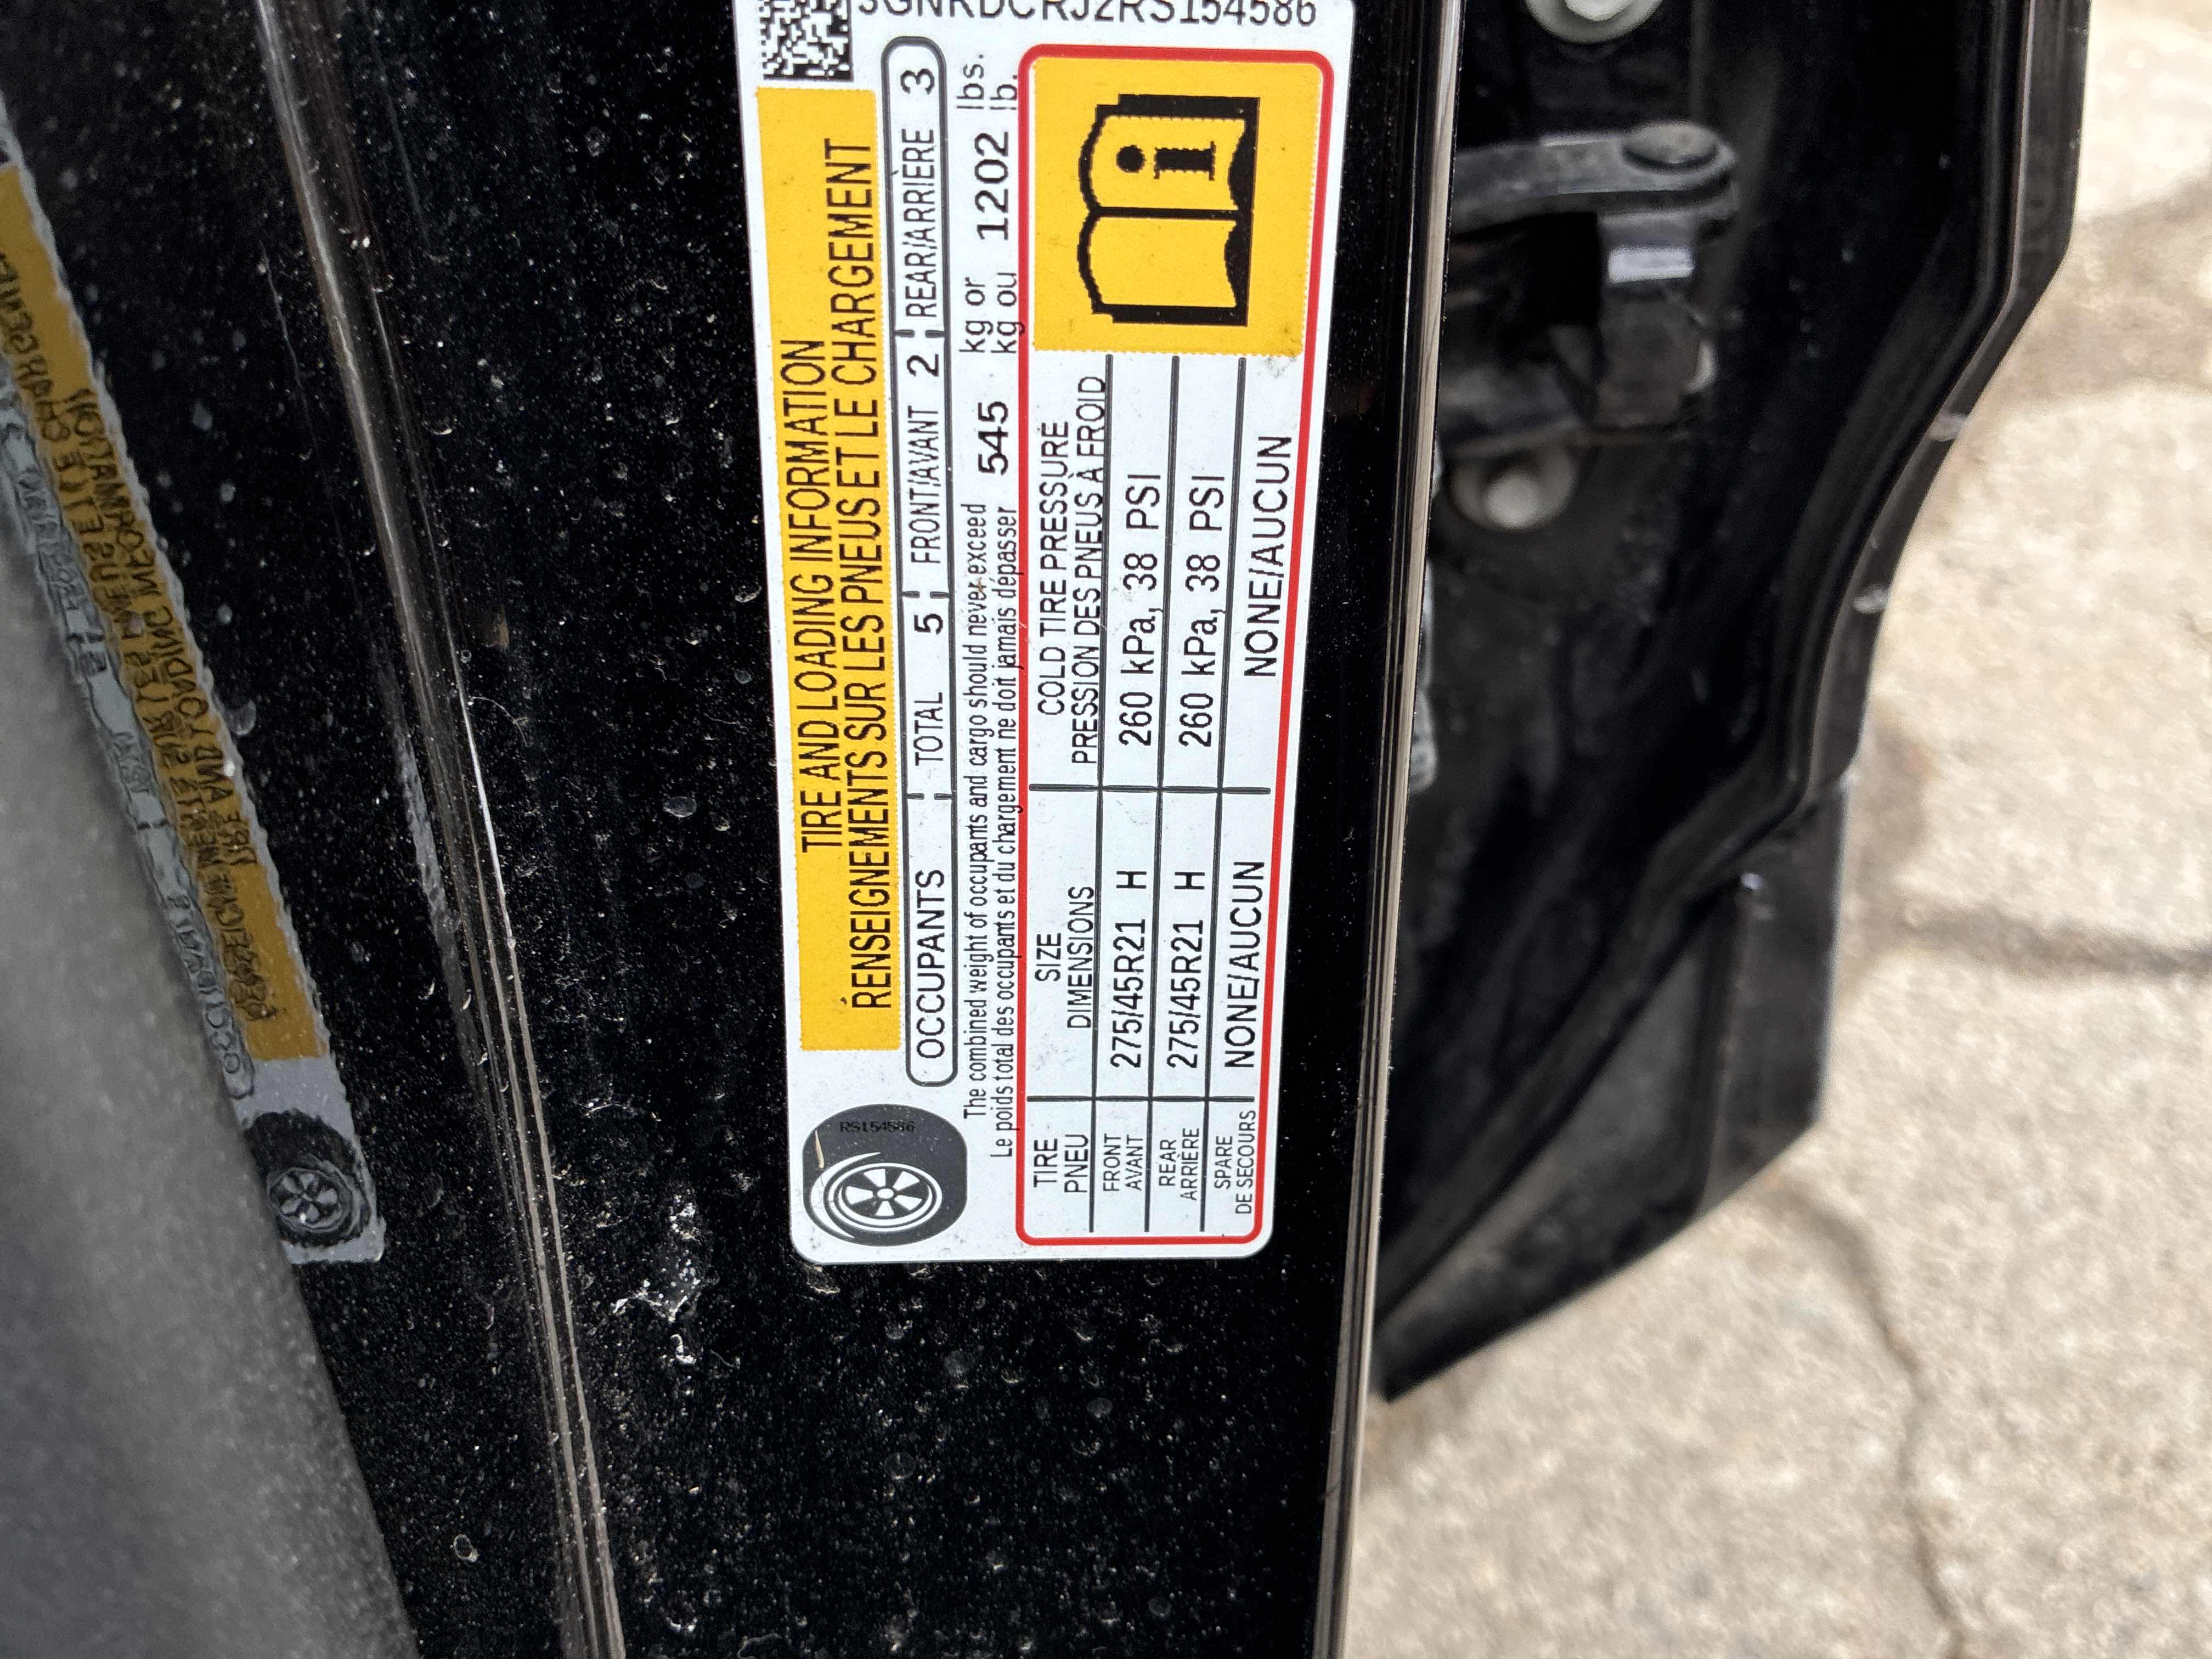 3GNKDCRJ2RS154586
TIRE AND LOADING INFORMATION
RENSEIGNEMENTS SUR LES PNEUS ET LE CHARGEMENT
OCCUPANTS TOTAL 5 FRONT/AVANT 2 REAR/ARRIÈRE 3
The combined weight of occupants and cargo should never exceed
Le poids total des occupants et du chargement ne doit jamais dépasser
545 kg or
kg ou
1202 lbs.
lb.
TIRE
PNEU
SIZE
DIMENSIONS
COLD TIRE PRESSURE
PRESSION DES PNEUS À FROID
FRONT
AVANT
275/45R21 H
260 kPa, 38 PSI
REAR
ARRIÈRE
275/45R21 H
260 kPa, 38 PSI
SPARE
DE SECOURS
NONE/AUCUN
NONE/AUCUN
RS154586
i